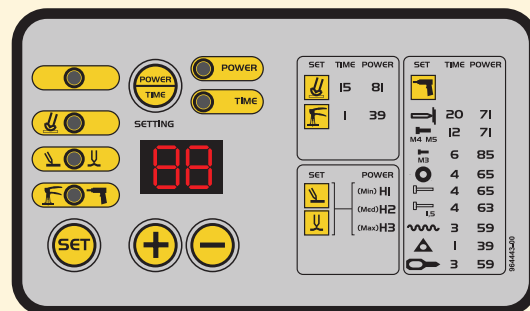 POWER
TIME
SETTING
POWER
TIME
88
SET
+
−
SET TIME POWER
15 81
1 39
SET POWER
(Min) H1
(Med) H2
(Max) H3
SET TIME POWER
20 71
M4 M5 12 71
M3 6 85
4 65
4 65
1,5 4 63
3 59
1 39
3 59
964443-00